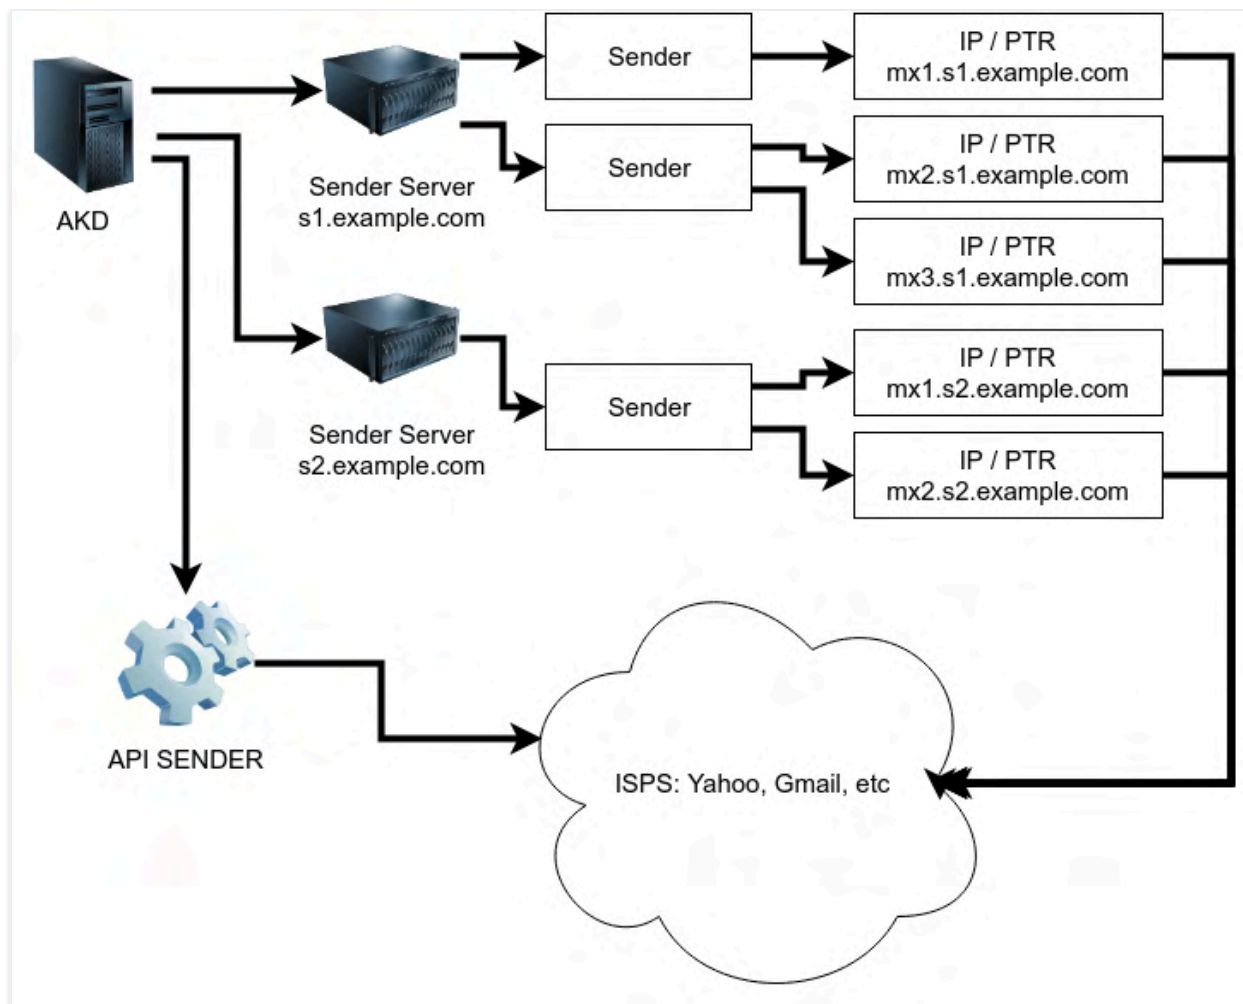 AKD
Sender Server
s1.example.com
Sender
Sender
IP / PTR
mx1.s1.example.com
IP / PTR
mx2.s1.example.com
IP / PTR
mx3.s1.example.com
Sender Server
s2.example.com
Sender
IP / PTR
mx1.s2.example.com
IP / PTR
mx2.s2.example.com
API SENDER
ISPS: Yahoo, Gmail, etc